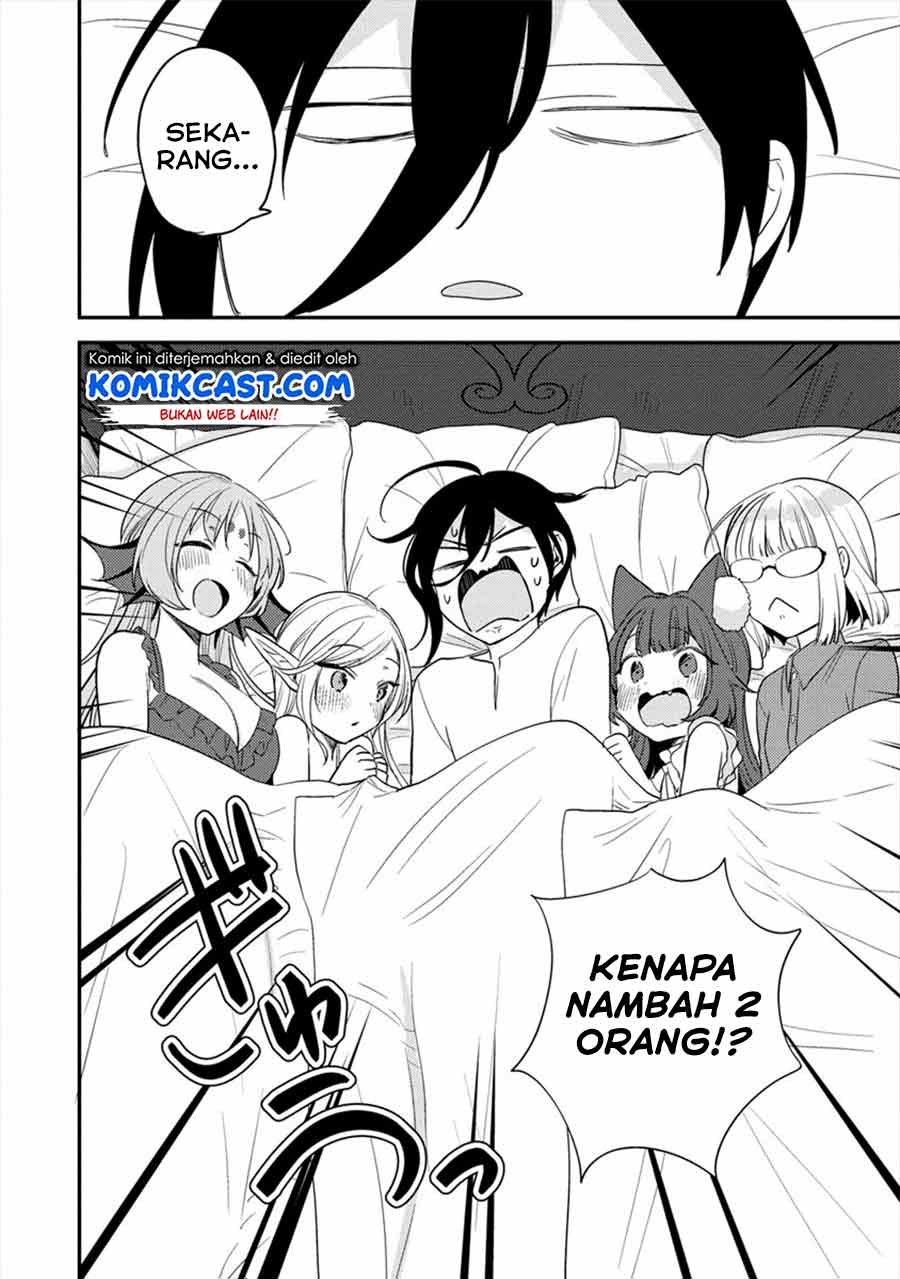 SEKA-
RANG...
Komik ini diterjemahkan & diedit oleh
KOMIKCAST.COM
BUKAN WEB LAIN!!
ぎゅうっ
KENAPA
NAMBAH 2
ORANG!?